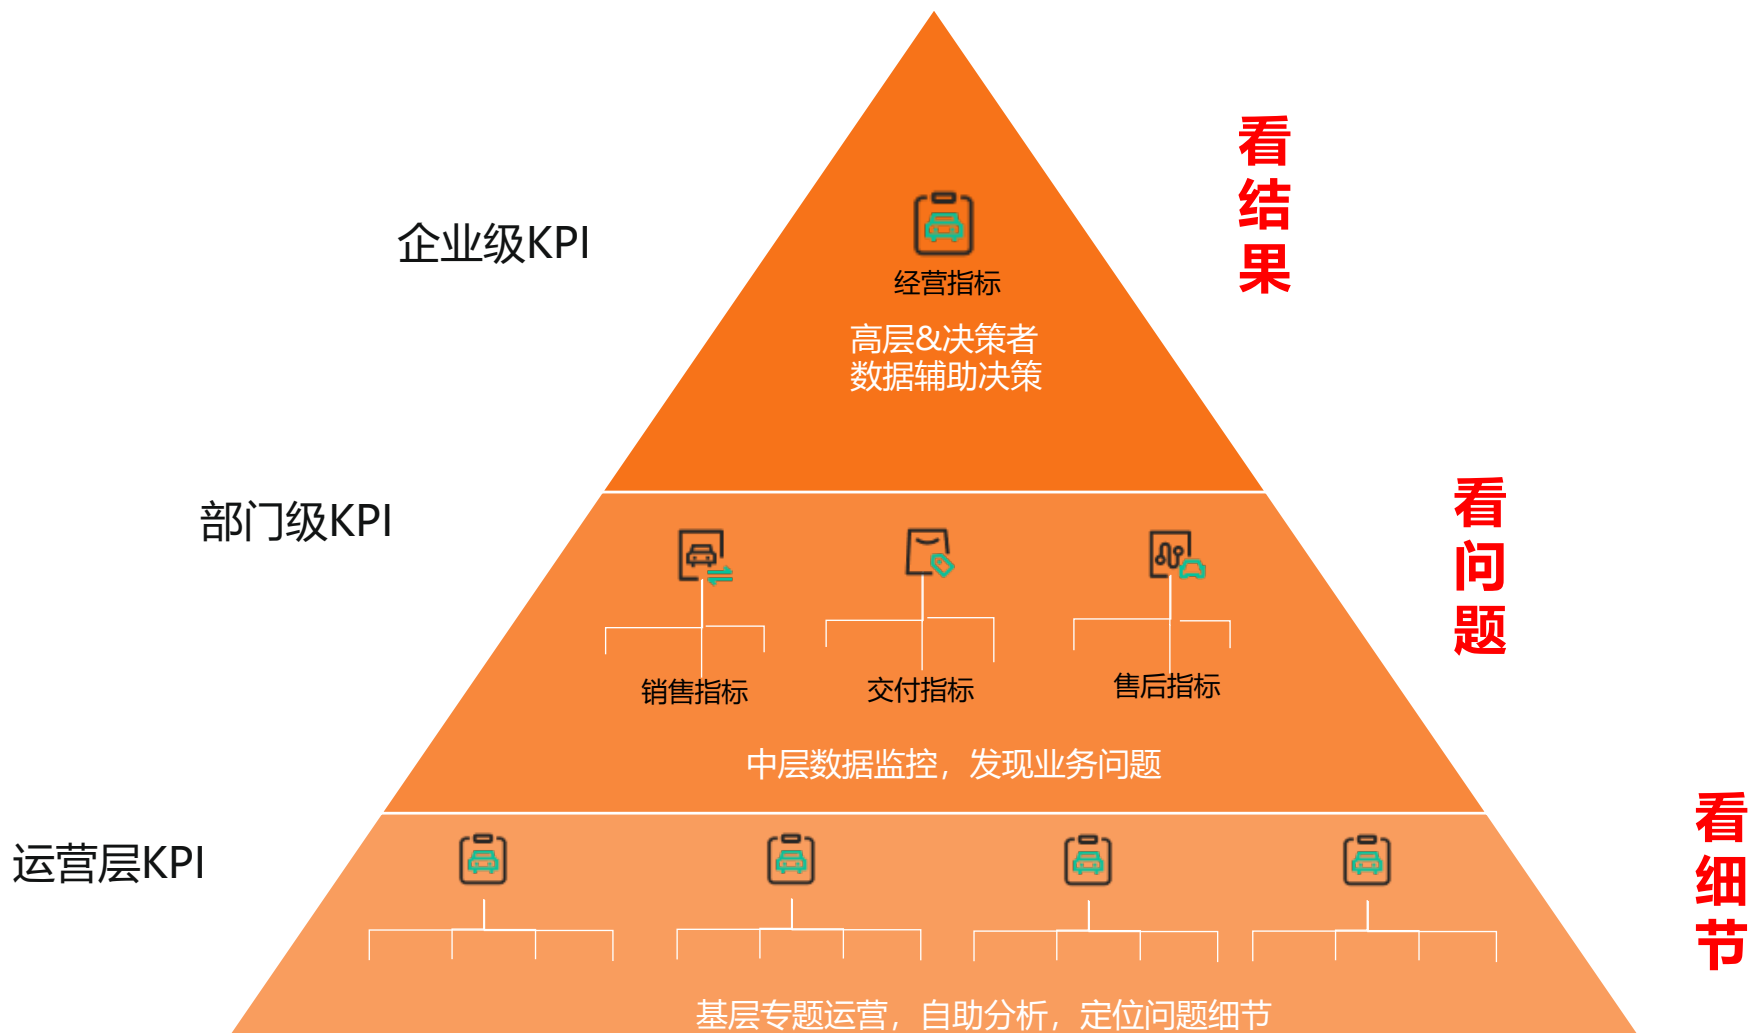 看结果
企业级KPI
经营指标
高层&决策者
数据辅助决策
部门级KPI
看问题
销售指标
交付指标
售后指标
中层数据监控，发现业务问题
运营层KPI
看细节
基层专题运营，自助分析，定位问题细节